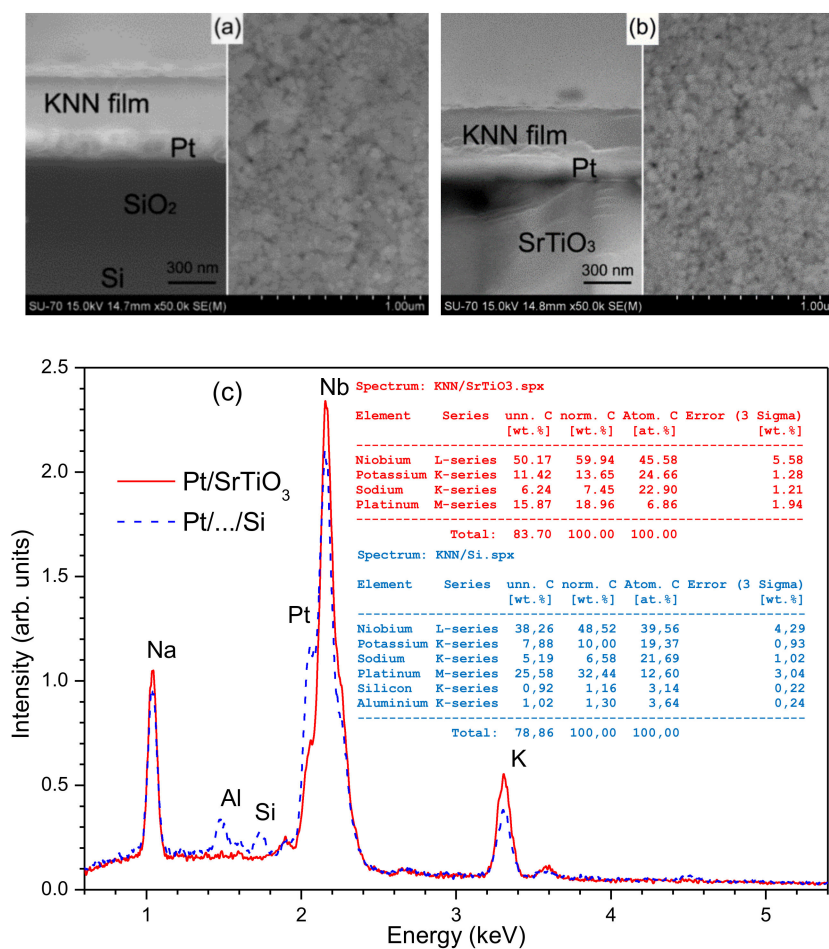 (a)
KNN film
Pt
SiO2
Si
300 nm
SU-70 15.0kV 14.7mm x50.0k SE(M)
1.00um
(b)
KNN film
Pt
SrTiO3
300 nm
SU-70 15.0kV 14.8mm x50.0k SE(M)
1.00um
(c)
Intensity (arb. units)
2.5
2.0
1.5
1.0
0.5
0.0
Pt/SrTiO3
Pt/.../Si
Na
Al
Si
Pt
Nb
K
Spectrum: KNN/SrTiO3.spx
Element Series unn. C norm. C Atom. C Error (3 Sigma)
[wt.%] [wt.%] [at.%] [wt.%]
Niobium L-series 50.17 59.94 45.58 5.58
Potassium K-series 11.42 13.65 24.66 1.28
Sodium K-series 6.24 7.45 22.90 1.21
Platinum M-series 15.87 18.96 6.86 1.94
Total: 83.70 100.00 100.00
Spectrum: KNN/Si.spx
Element Series unn. C norm. C Atom. C Error (3 Sigma)
[wt.%] [wt.%] [at.%] [wt.%]
Niobium L-series 38,26 48,52 39,56 4,29
Potassium K-series 7,88 10,00 19,37 0,93
Sodium K-series 5,19 6,58 21,69 1,02
Platinum M-series 25,58 32,44 12,60 3,04
Silicon K-series 0,92 1,16 3,14 0,22
Aluminium K-series 1,02 1,30 3,64 0,24
Total: 78,86 100,00 100,00
1 2 3 4 5
Energy (keV)